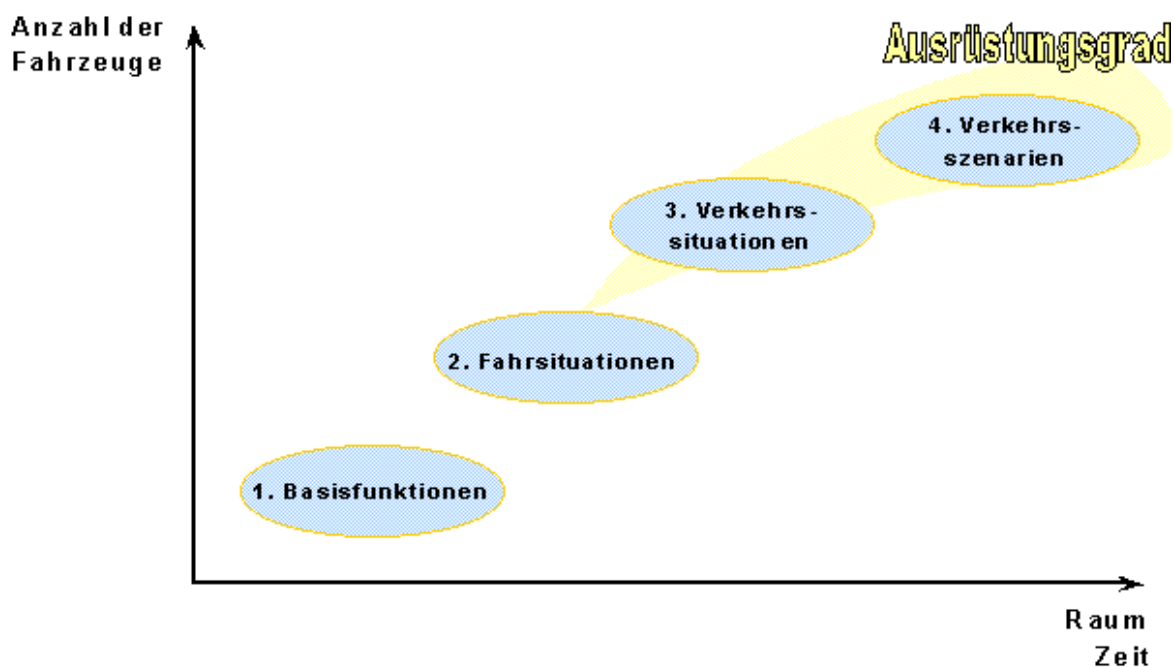 Anzahl der
Fahrzeuge
Ausrüstungsgrad
4. Verkehrs-
szenarien
3. Verkehrs-
situationen
2. Fahrsituationen
1. Basisfunktionen
Raum
Zeit